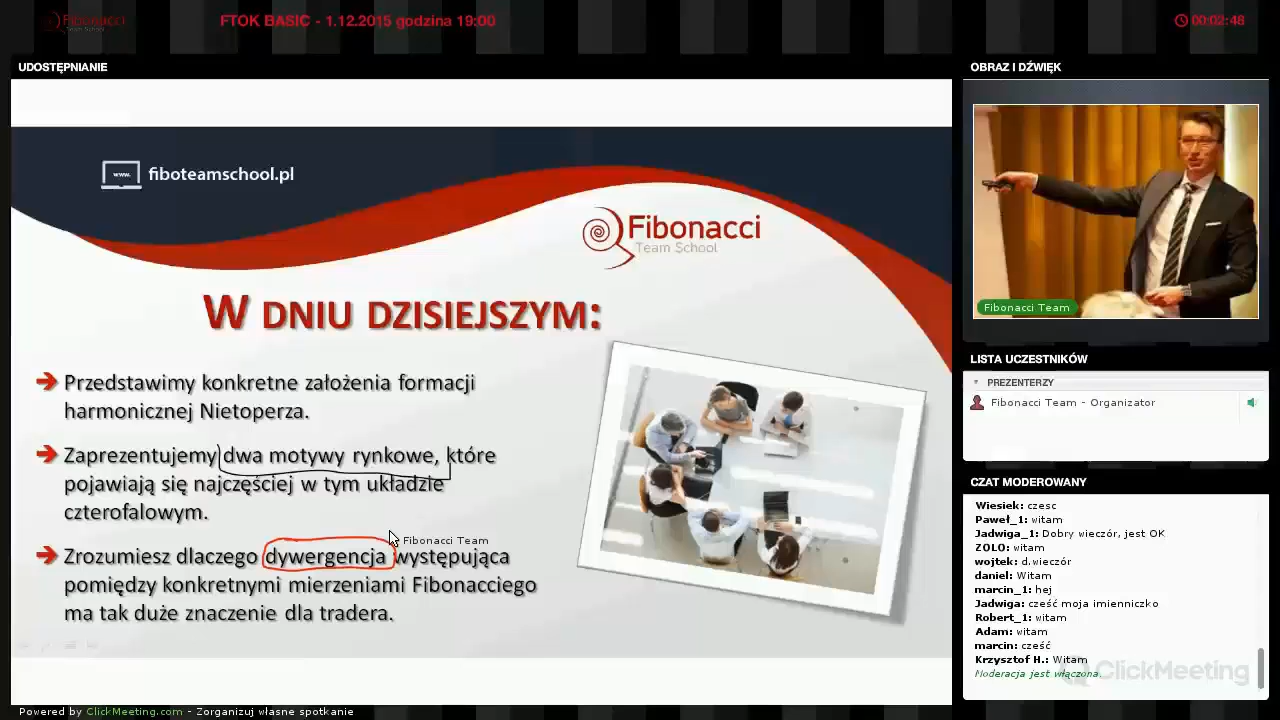 Fibonacci
FTOK BASIC - 1.12.2015 godzina 19:00
00:02:48
UDOSTĘPNIANIE
www.
fiboteamschool.pl
Fibonacci
Team School
W DNIU DZISIEJSZYM:
Przedstawimy konkretne założenia formacji
harmonicznej Nietoperza.
Zaprezentujemy dwa motywy rynkowe, które
pojawiają się najczęściej w tym układzie
czterofalowym.
Fibonacci Team
Zrozumiesz dlaczego dywergencja występująca
pomiędzy konkretnymi mierzeniami Fibonacciego
ma tak duże znaczenie dla tradera.
OBRAZ I DŹWIĘK
Fibonacci Team
LISTA UCZESTNIKÓW
PREZENTERZY
Fibonacci Team - Organizator
CZAT MODEROWANY
Wiesiek: czesc
Paweł_1: witam
Jadwiga_1: Dobry wieczór, jest OK
ZOLO: witam
wojtek: d.wieczór
daniel: Witam
marcin_1: hej
Jadwiga: cześć moja imienniczko
Robert_1: witam
Adam: witam
marcin: cześć
Krzysztof H.: Witam
Moderacja jest włączona.
ClickMeeting
Powered by ClickMeeting.com - Zorganizuj własne spotkanie